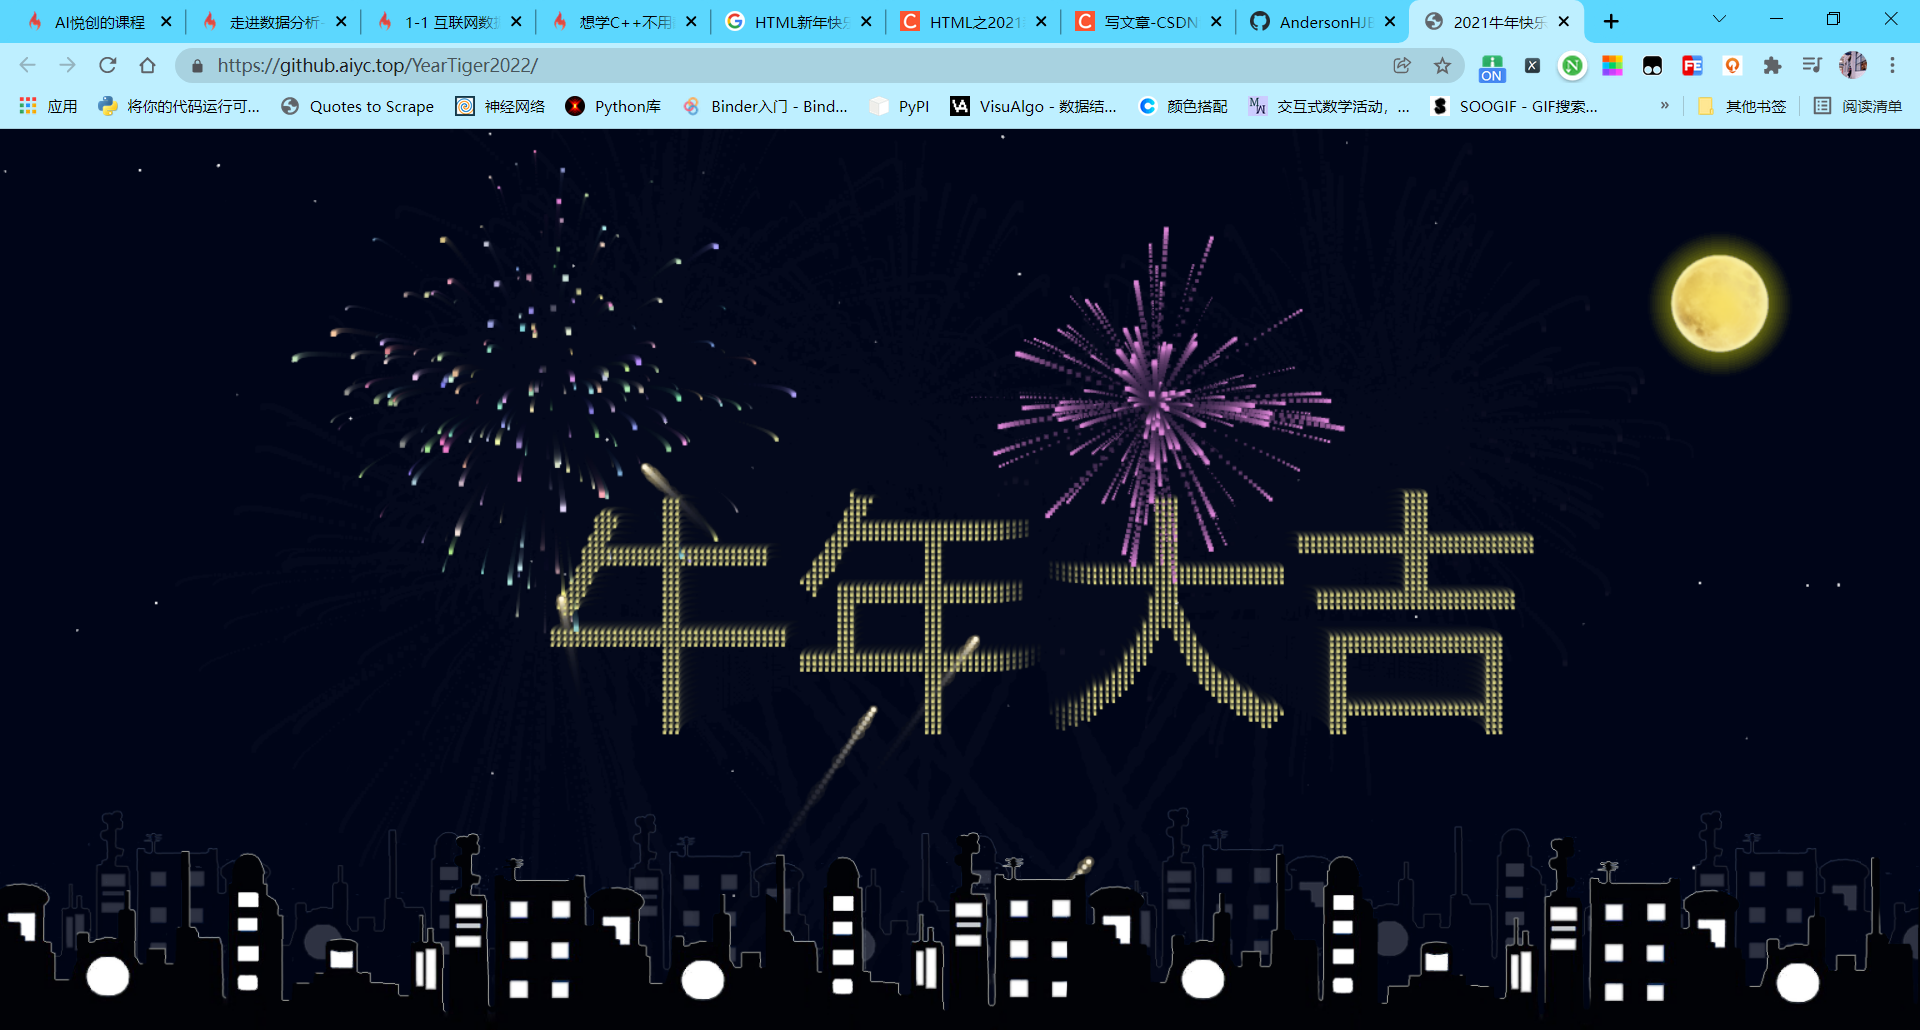 AI悦创的课程
走进数据分析-
1-1 互联网数据
想学C++不用
HTML新年快乐
HTML之2021
写文章-CSDN
AndersonHJB
2021牛年快乐
https://github.aiyc.top/YearTiger2022/
ON
FE
应用
将你的代码运行可...
Quotes to Scrape
神经网络
Python库
Binder入门 - Bind...
PyPI
VisuAlgo - 数据结...
颜色搭配
交互式数学活动, ...
SOOGIF - GIF搜索...
»
其他书签
阅读清单
牛年大吉